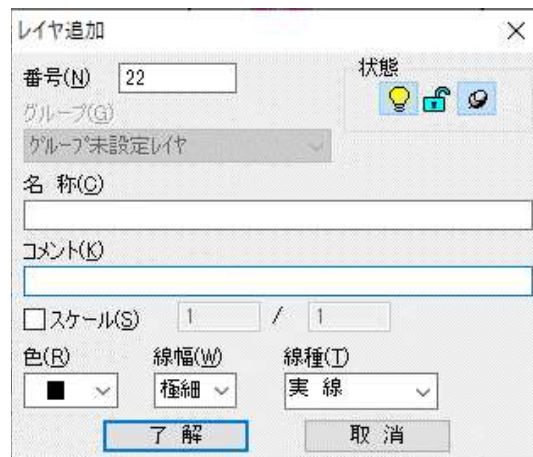 レイヤ追加
番号(N) 22
状態
グループ(G)
グループ未設定レイヤ
名 称(C)
コメント(K)
スケール(S) 1 / 1
色(R) 線幅(W) 線種(T)
極細 実 線
了 解 取 消